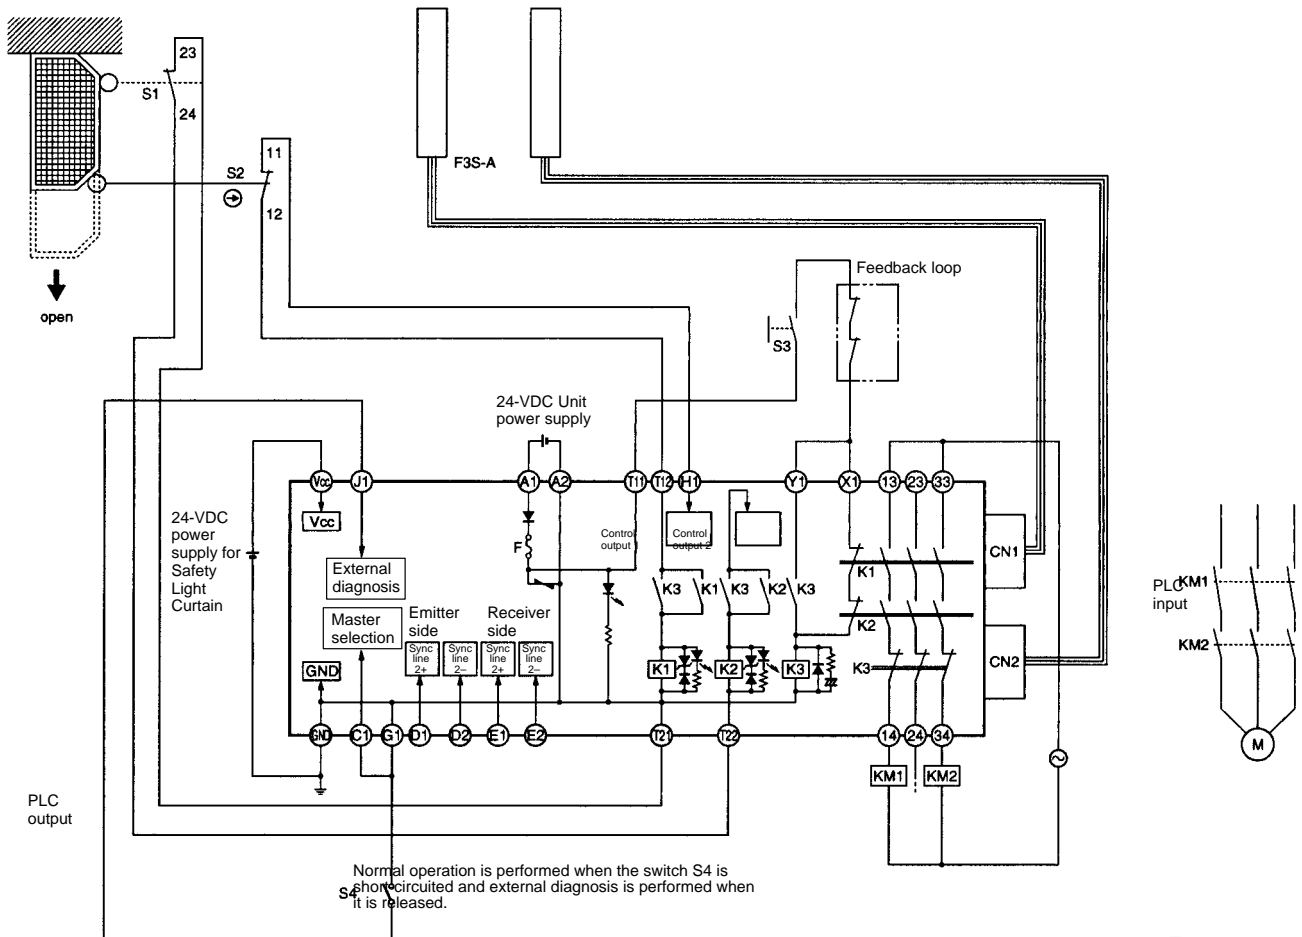 23
S1
24
F3S-A
11
S2
12
open
Feedback loop
S3
24-VDC Unit
power supply
Vcc
J1
A1
A2
T11
T12
H1
Y1
X1
13
23
33
24-VDC
power
supply for
Safety
Light
Curtain
Vcc
F
Control
output 1
Control
output 2
CN1
External
diagnosis
K3
K1
K3
K2
K3
K1
PLC
input
KM1
Master
selection
Emitter
side
Receiver
side
K2
KM2
Sync
line
2+
Sync
line
2–
Sync
line
2+
Sync
line
2–
GND
K1
K2
K3
K3
CN2
GND
C1
G1
D1
D2
E1
E2
T21
T22
14
24
34
M
KM1
KM2
PLC
output
Normal operation is performed when the switch S4 is
short-circuited and external diagnosis is performed when
it is released.
S4